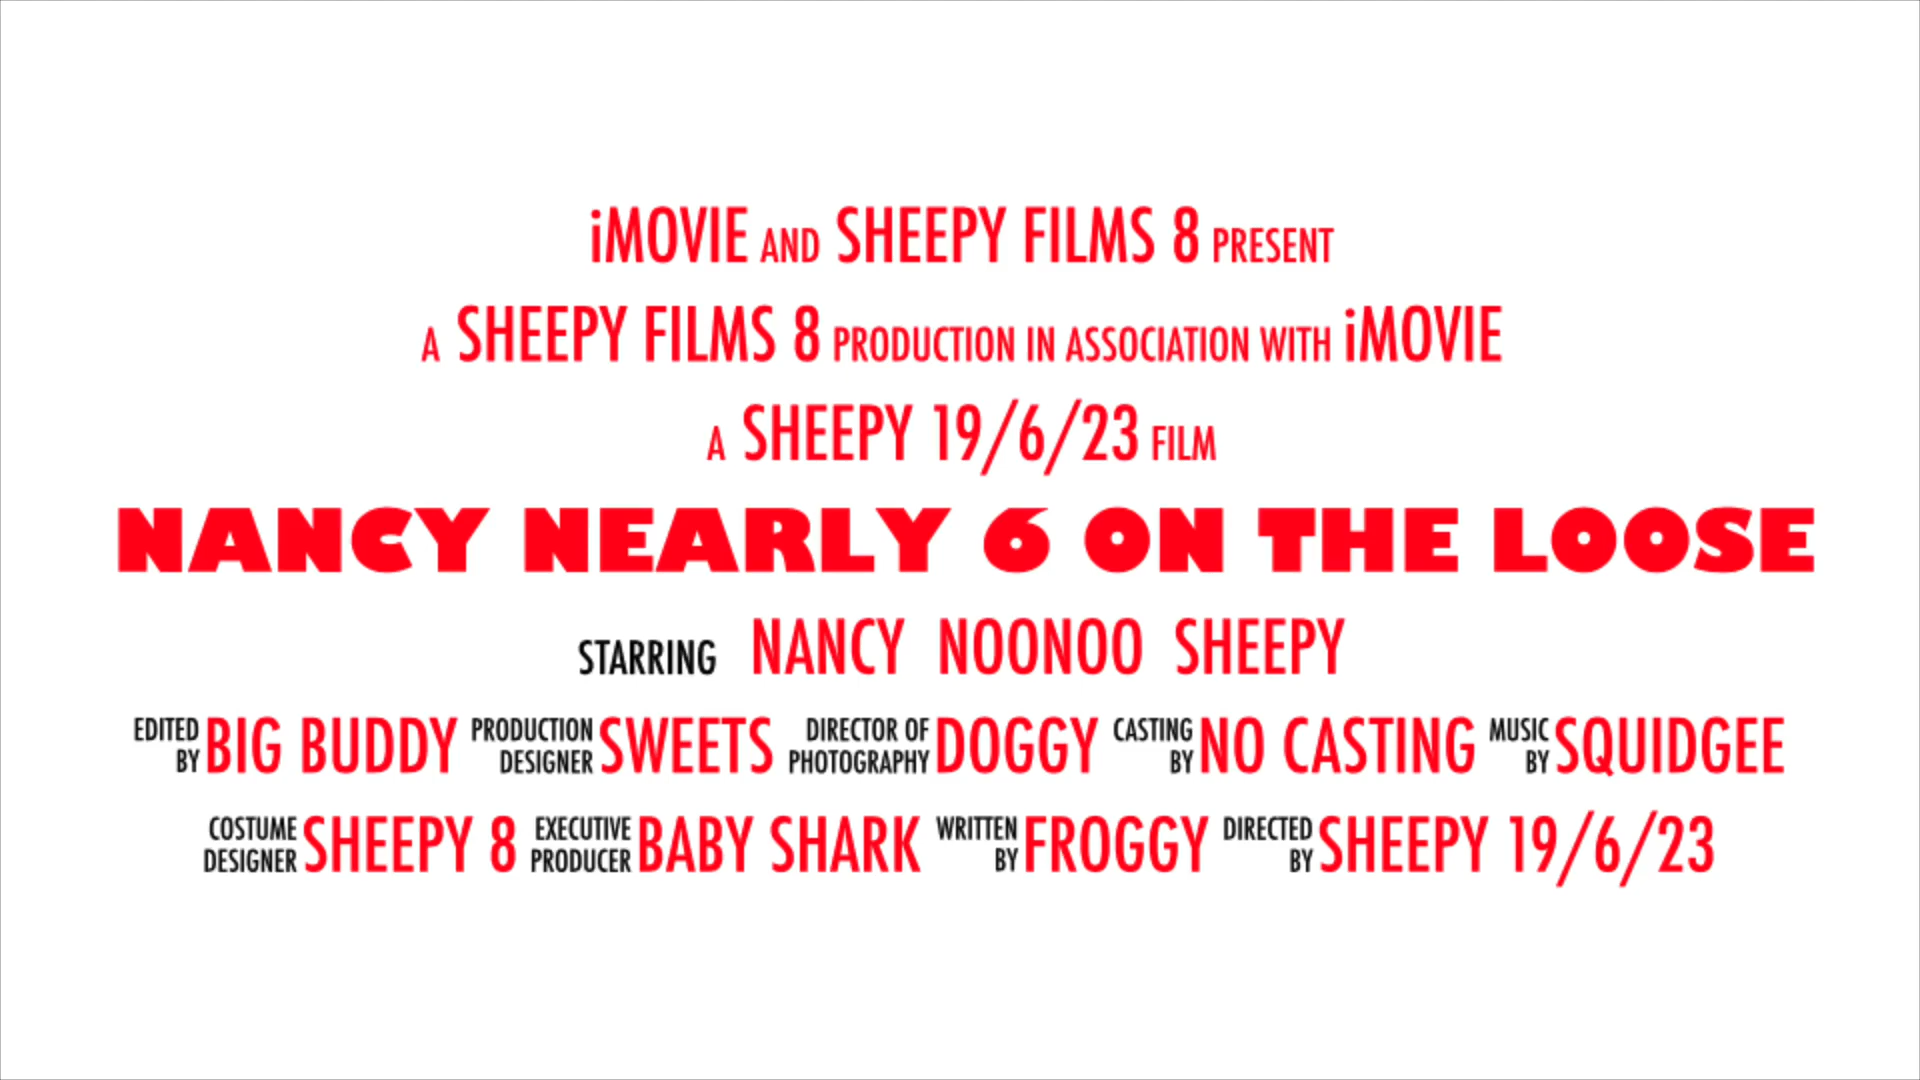 iMOVIE AND SHEEPY FILMS 8 PRESENT
A SHEEPY FILMS 8 PRODUCTION IN ASSOCIATION WITH iMOVIE
A SHEEPY 19/6/23 FILM
NANCY NEARLY 6 ON THE LOOSE
STARRING NANCY NOONOO SHEEPY
EDITED BY BIG BUDDY PRODUCTION DESIGNER SWEETS DIRECTOR OF PHOTOGRAPHY DOGGY CASTING BY NO CASTING MUSIC BY SQUIDGEE
COSTUME DESIGNER SHEEPY 8 EXECUTIVE PRODUCER BABY SHARK WRITTEN BY FROGGY DIRECTED BY SHEEPY 19/6/23